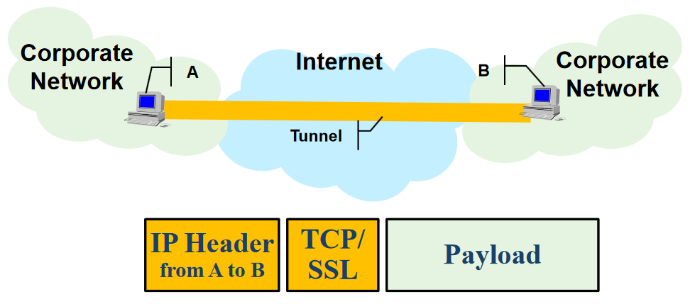 Corporate
Network
A
Internet
B
Corporate
Network
Tunnel
IP Header
from A to B
TCP/
SSL
Payload